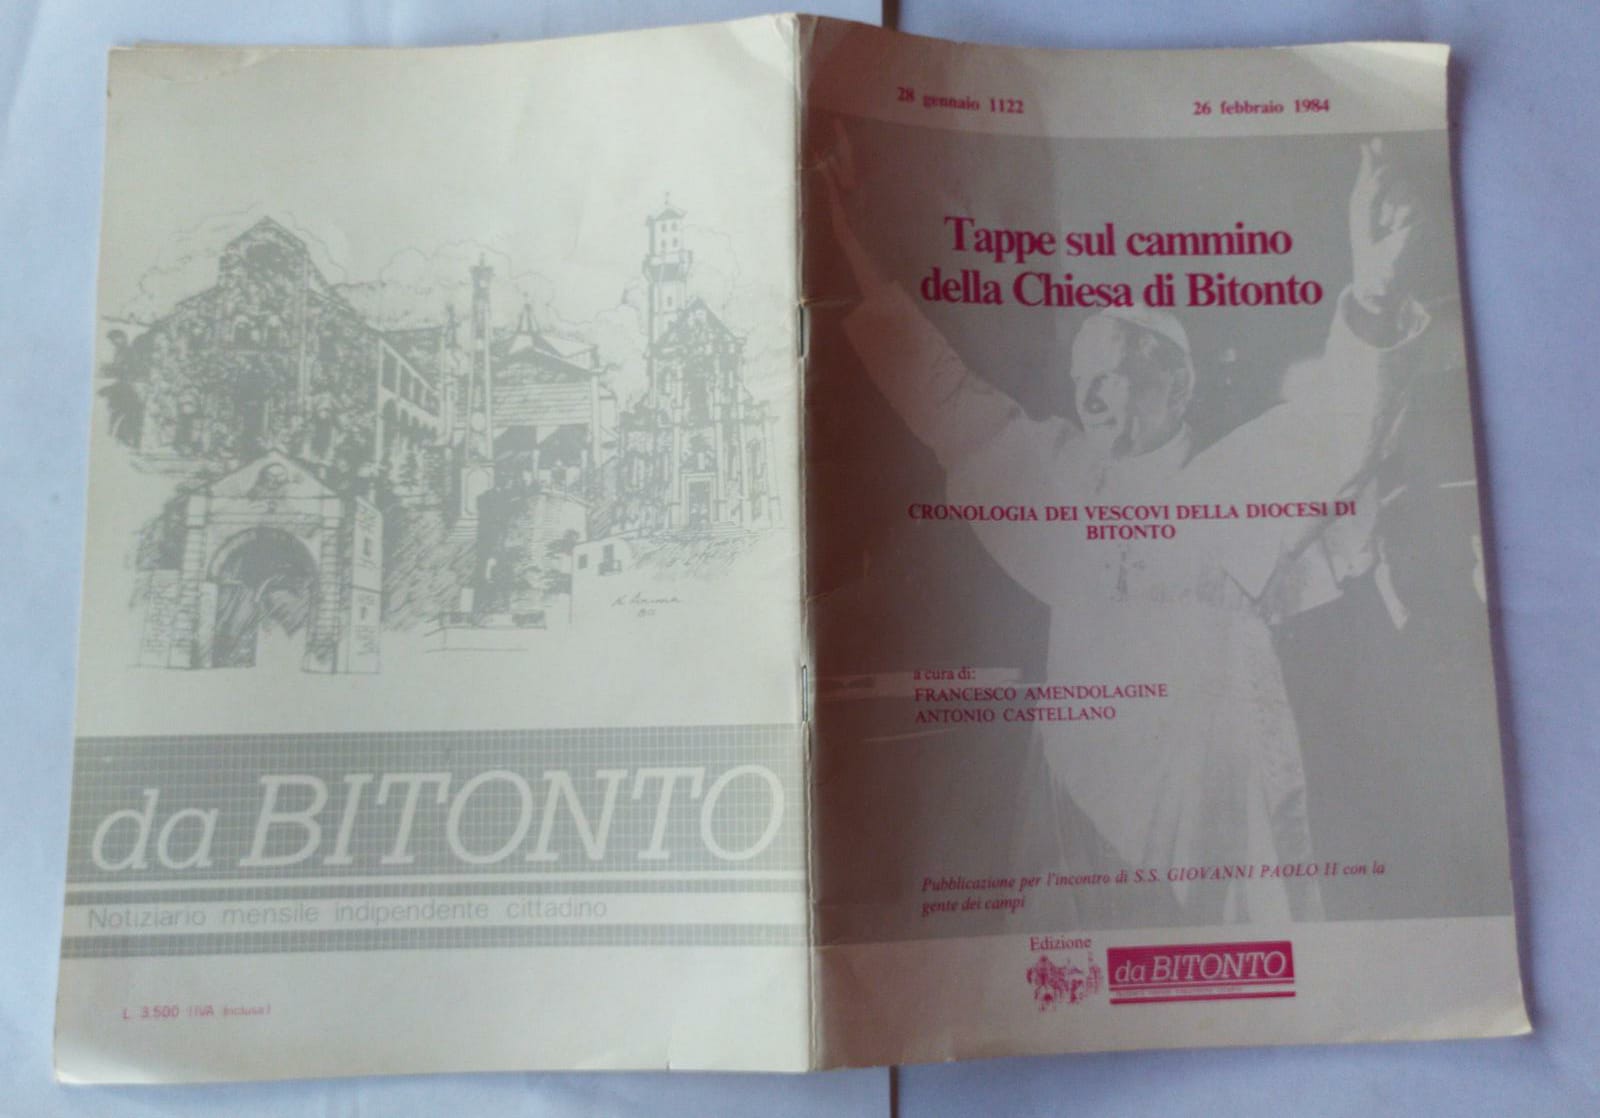 da BITONTO
Notiziario mensile indipendente cittadino
L. 3.500 (IVA inclusa)
28 gennaio 1122
26 febbraio 1984
Tappe sul cammino
della Chiesa di Bitonto
CRONOLOGIA DEI VESCOVI DELLA DIOCESI DI
BITONTO
a cura di:
FRANCESCO AMENDOLAGINE
ANTONIO CASTELLANO
Pubblicazione per l'incontro di S.S. GIOVANNI PAOLO II con la
gente dei campi
Edizione
da BITONTO